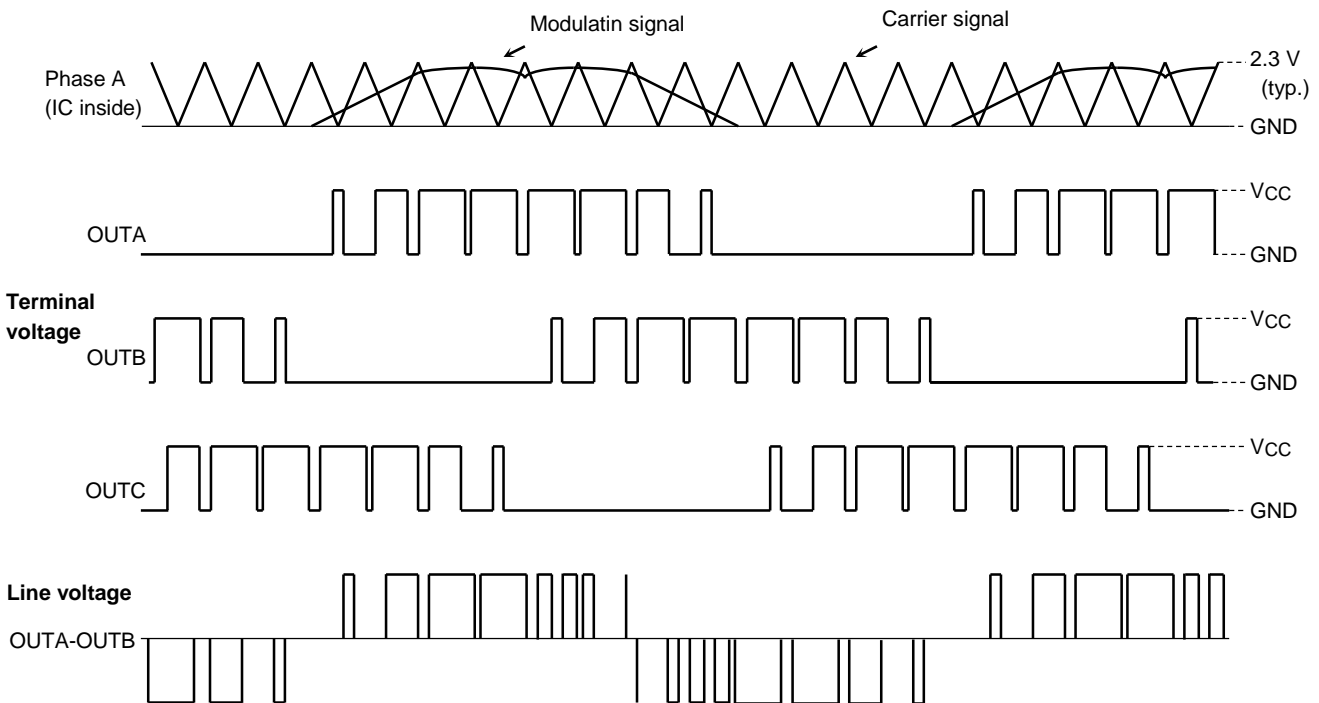 Modulatin signal
Carrier signal
Phase A
(IC inside)
2.3 V
(typ.)
GND
VCC
OUTA
GND
Terminal
voltage
VCC
OUTB
GND
VCC
OUTC
GND
Line voltage
OUTA-OUTB